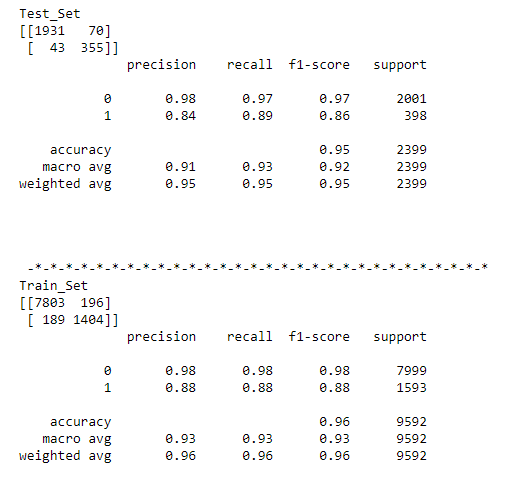 Test_Set
[[1931   70]
 [  43  355]]
              precision    recall  f1-score   support

           0       0.98      0.97      0.97      2001
           1       0.84      0.89      0.86       398

    accuracy                           0.95      2399
   macro avg       0.91      0.93      0.92      2399
weighted avg       0.95      0.95      0.95      2399

 -*-*-*-*-*-*-*-*-*-*-*-*-*-*-*-*-*-*-*-*-*-*-*-*-*-*-*-*-*-*
Train_Set
[[7803  196]
 [ 189 1404]]
              precision    recall  f1-score   support

           0       0.98      0.98      0.98      7999
           1       0.88      0.88      0.88      1593

    accuracy                           0.96      9592
   macro avg       0.93      0.93      0.93      9592
weighted avg       0.96      0.96      0.96      9592